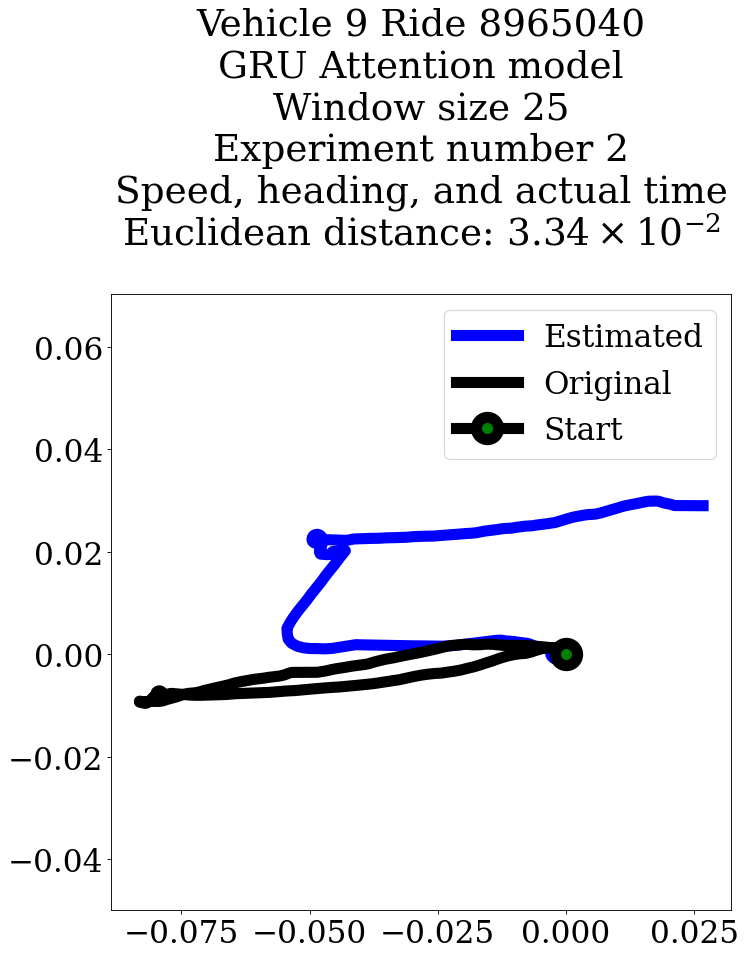 Vehicle 9 Ride 8965040
GRU Attention model
Window size 25
Experiment number 2
Speed, heading, and actual time
Euclidean distance: 3.34 × 10⁻²
Estimated
Original
Start
0.06
0.04
0.02
0.00
−0.02
−0.04
−0.075 −0.050 −0.025 0.000 0.025